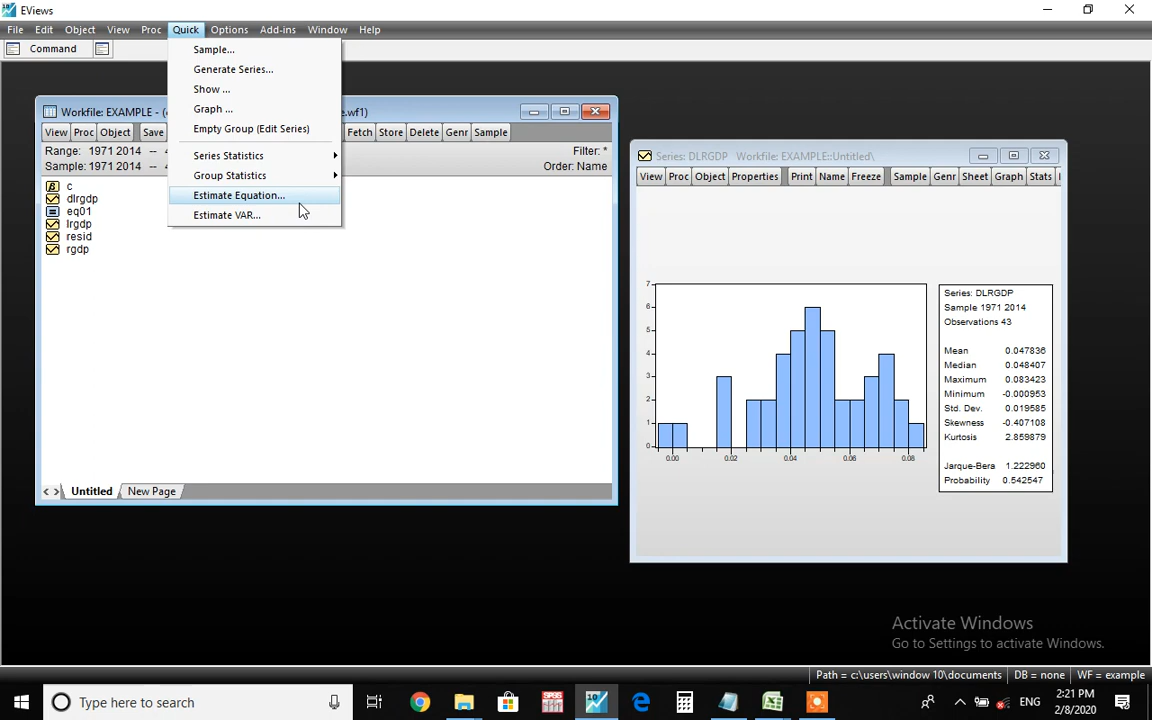 EViews
File Edit Object View Proc Quick Options Add-ins Window Help
Command
Sample...
Generate Series...
Show ...
Graph ...
Empty Group (Edit Series)
Series Statistics
Group Statistics
Estimate Equation...
Estimate VAR...
Workfile: EXAMPLE - .wf1)
View Proc Object Save Fetch Store Delete Genr Sample
Range: 1971 2014 -- Filter: *
Sample: 1971 2014 -- Order: Name
c
dlrgdp
eq01
lrgdp
resid
rgdp
< > Untitled New Page
Series: DLRGDP Workfile: EXAMPLE::Untitled\
View Proc Object Properties Print Name Freeze Sample Genr Sheet Graph Stats
7
6
5
4
3
2
1
0
0.00 0.02 0.04 0.06 0.08
Series: DLRGDP
Sample 1971 2014
Observations 43
Mean 0.047836
Median 0.048407
Maximum 0.083423
Minimum -0.000953
Std. Dev. 0.019585
Skewness -0.407108
Kurtosis 2.859879
Jarque-Bera 1.222960
Probability 0.542547
Activate Windows
Go to Settings to activate Windows.
Path = c:\users\window 10\documents DB = none WF = example
Type here to search
SPSS
10
ENG
2:21 PM
2/8/2020